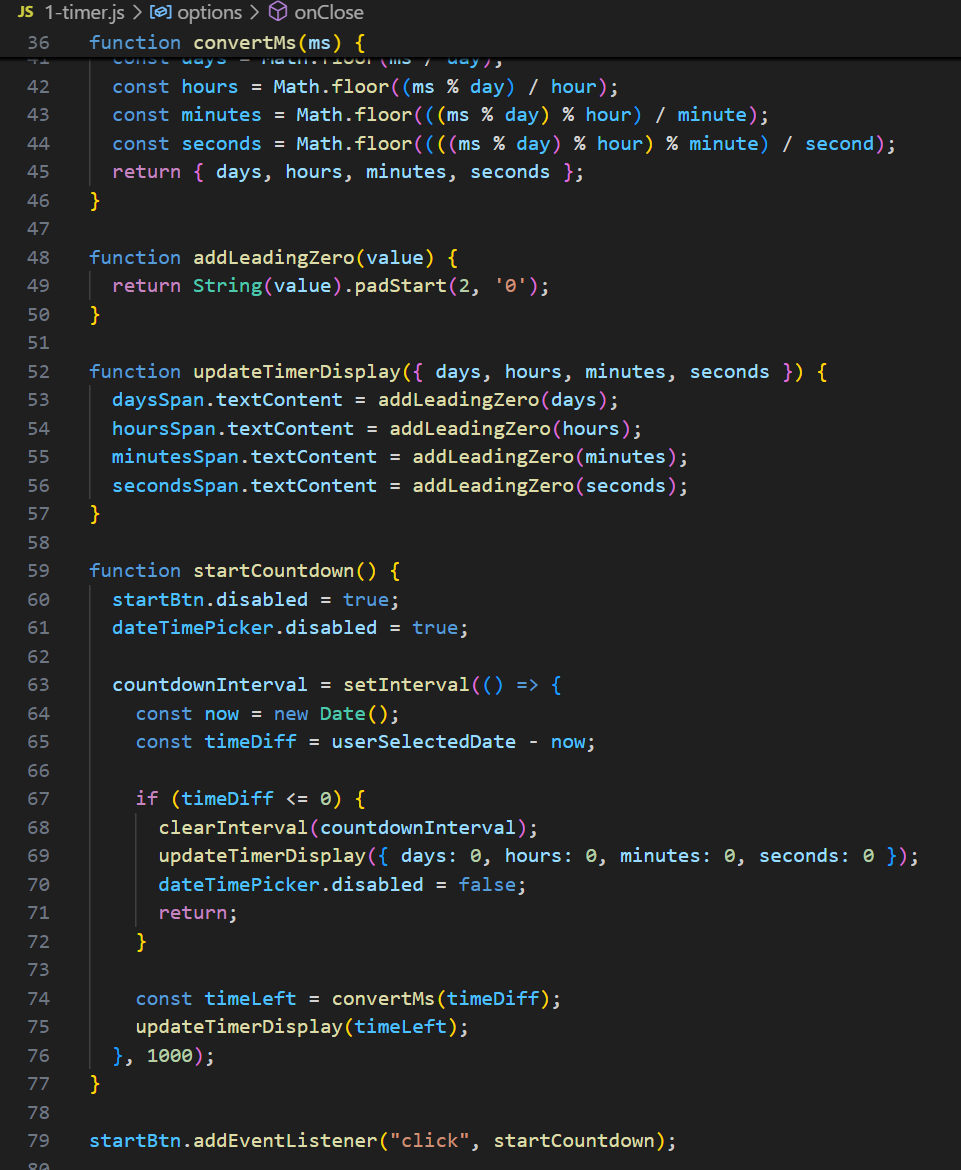 JS 1-timer.js > options > onClose
36 function convertMs(ms) {
41 const days = Math.floor(ms / day);
42 const hours = Math.floor((ms % day) / hour);
43 const minutes = Math.floor(((ms % day) % hour) / minute);
44 const seconds = Math.floor((((ms % day) % hour) % minute) / second);
45 return { days, hours, minutes, seconds };
46 }
47
48 function addLeadingZero(value) {
49 return String(value).padStart(2, '0');
50 }
51
52 function updateTimerDisplay({ days, hours, minutes, seconds }) {
53 daysSpan.textContent = addLeadingZero(days);
54 hoursSpan.textContent = addLeadingZero(hours);
55 minutesSpan.textContent = addLeadingZero(minutes);
56 secondsSpan.textContent = addLeadingZero(seconds);
57 }
58
59 function startCountdown() {
60 startBtn.disabled = true;
61 dateTimePicker.disabled = true;
62
63 countdownInterval = setInterval(() => {
64 const now = new Date();
65 const timeDiff = userSelectedDate - now;
66
67 if (timeDiff <= 0) {
68 clearInterval(countdownInterval);
69 updateTimerDisplay({ days: 0, hours: 0, minutes: 0, seconds: 0 });
70 dateTimePicker.disabled = false;
71 return;
72 }
73
74 const timeLeft = convertMs(timeDiff);
75 updateTimerDisplay(timeLeft);
76 }, 1000);
77 }
78
79 startBtn.addEventListener("click", startCountdown);
80